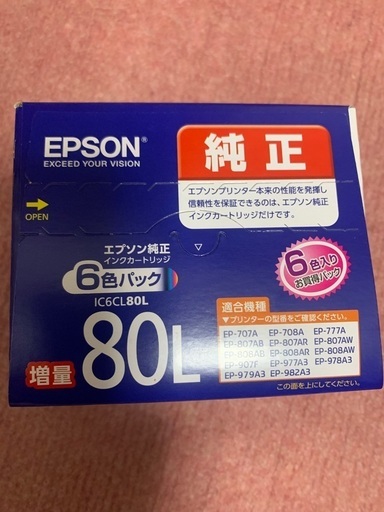 EPSON®
EXCEED YOUR VISION
純正
エプソンプリンター本来の性能を発揮し
信頼性を保証できるのは、エプソン純正
インクカートリッジだけです。
OPEN
エプソン純正
インクカートリッジ
6色パック
IC6CL80L
増量
80L
6色入り
お買得パック
適合機種
▼プリンターの型番をご確認ください。
EP-707A EP-708A EP-777A
EP-807AB EP-807AR EP-807AW
EP-808AB EP-808AR EP-808AW
EP-907F EP-977A3 EP-978A3
EP-979A3 EP-982A3
この面を上にしてください。